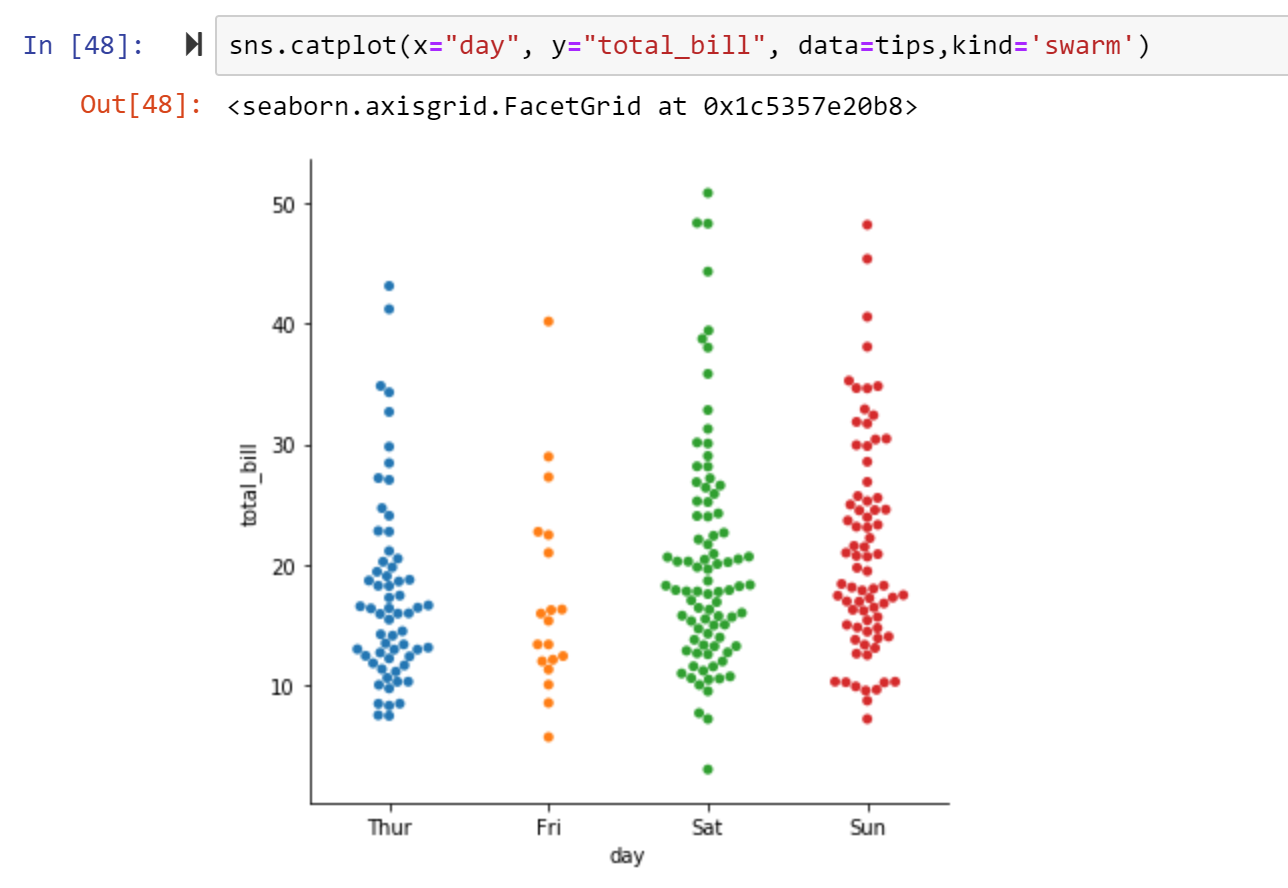 In [48]: sns.catplot(x="day", y="total_bill", data=tips,kind='swarm')
Out[48]: <seaborn.axisgrid.FacetGrid at 0x1c5357e20b8>
50
40
30
20
10
total_bill
Thur Fri Sat Sun
day